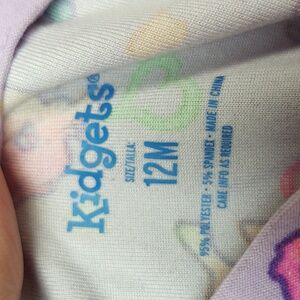 Kidgets®
SIZE/TALLA:
12M
95% POLYESTER • 5% SPANDEX • MADE IN CHINA
CARE INFO AS REQUIRED